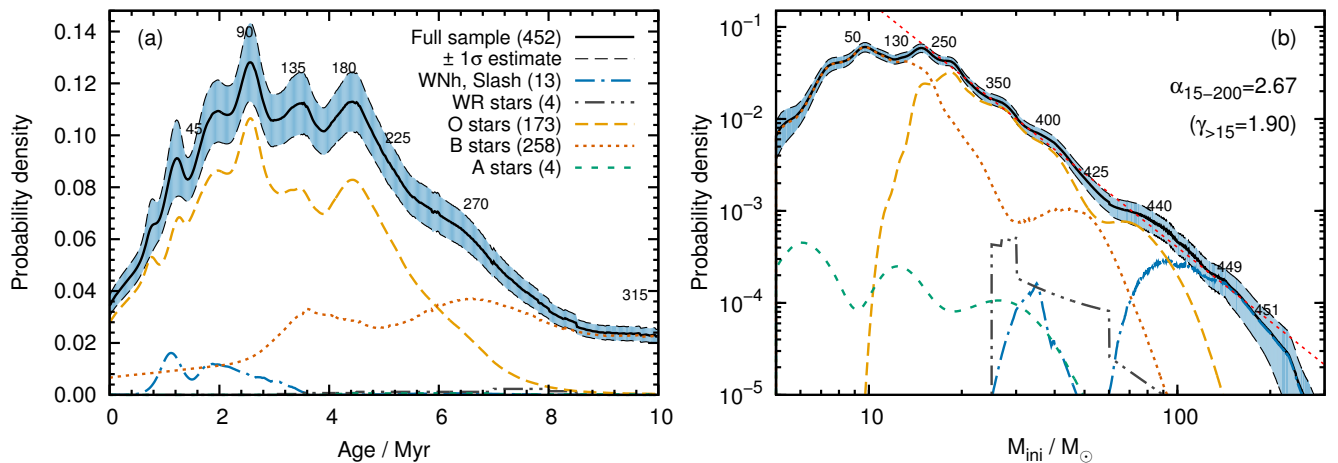 (a)
Full sample (452)
± 1σ estimate
WNh, Slash (13)
WR stars (4)
O stars (173)
B stars (258)
A stars (4)
45
90
135
180
225
270
315
0.14
0.12
0.10
0.08
0.06
0.04
0.02
0.00
Probability density
0 2 4 6 8 10
Age / Myr
(b)
α15−200=2.67
(γ>15=1.90)
50
130
250
350
400
425
440
449
451
10−1
10−2
10−3
10−4
10−5
Probability density
10 100
Mini / M⊙